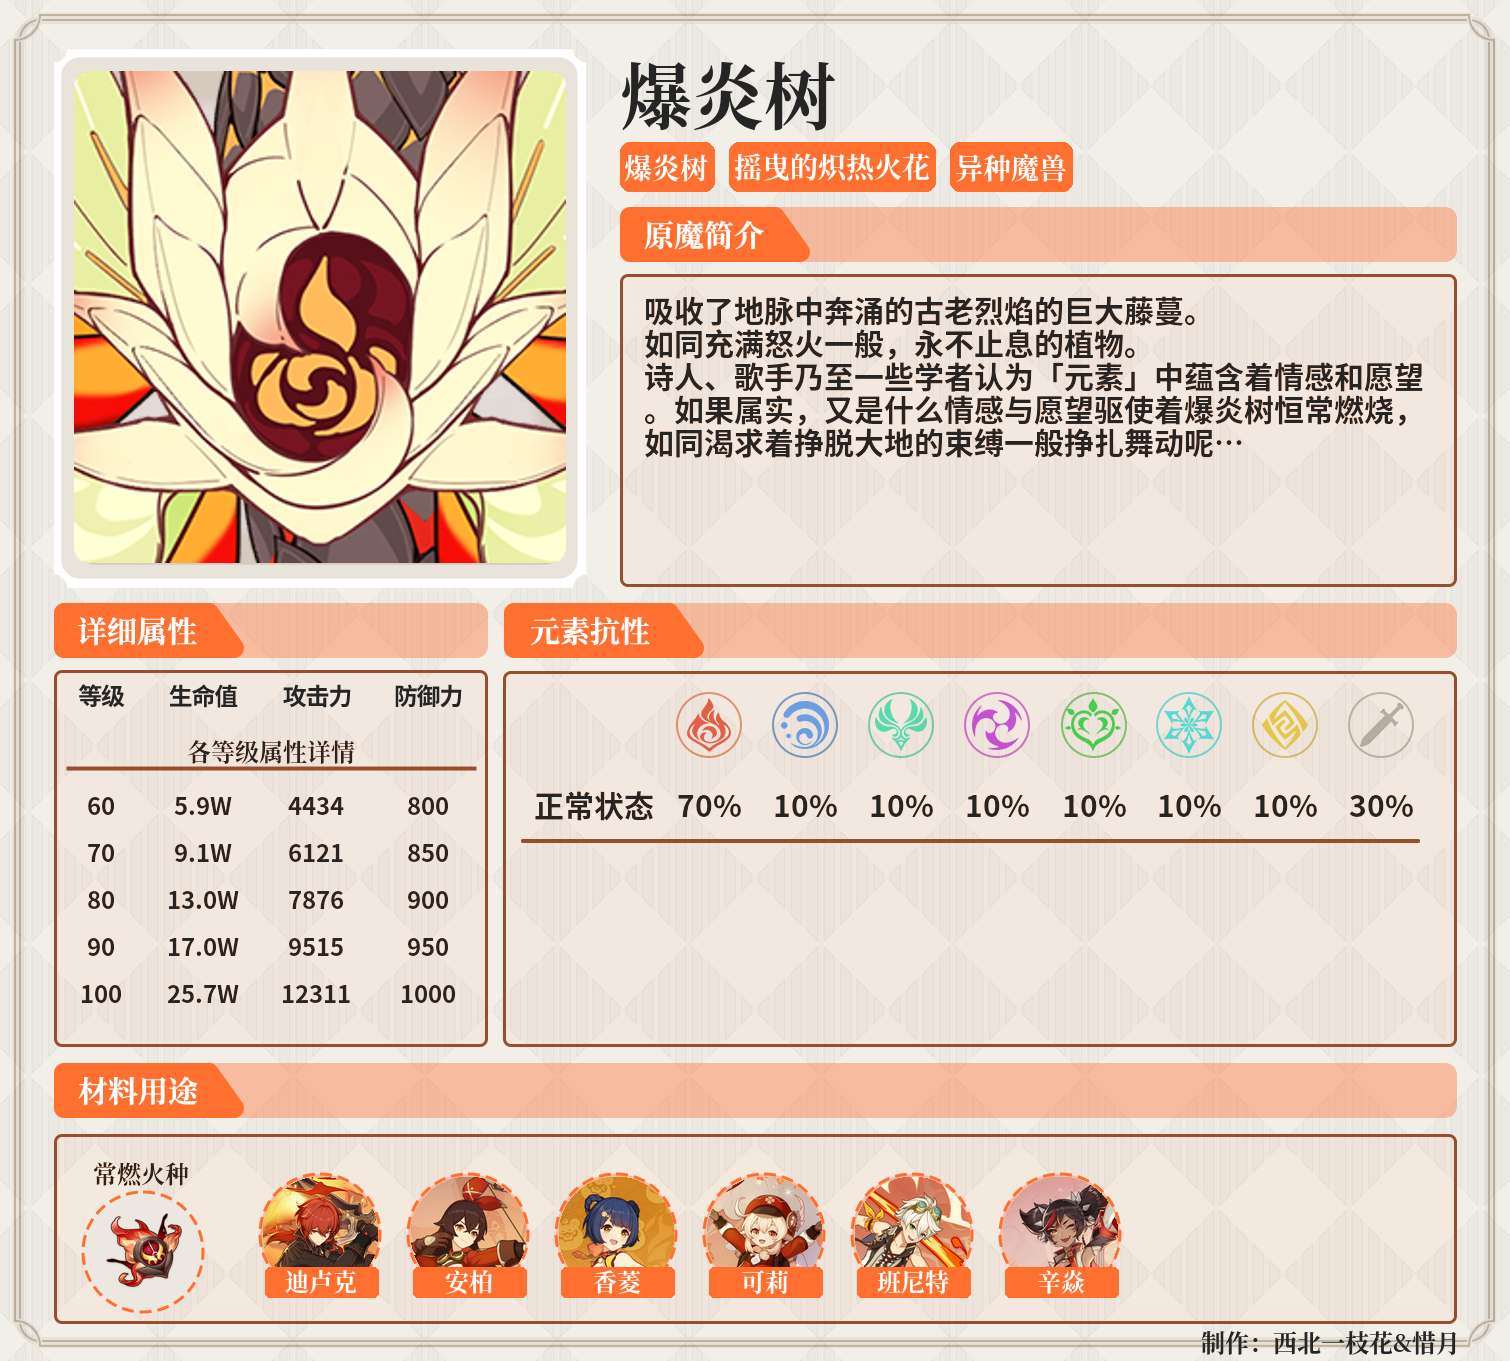 爆炎树
爆炎树 摇曳的炽热火花 异种魔兽
原魔简介
吸收了地脉中奔涌的古老烈焰的巨大藤蔓。
如同充满怒火一般，永不止息的植物。
诗人、歌手乃至一些学者认为「元素」中蕴含着情感和愿望
。如果属实，又是什么情感与愿望驱使着爆炎树恒常燃烧，
如同渴求着挣脱大地的束缚一般挣扎舞动呢…
详细属性
等级 生命值 攻击力 防御力
各等级属性详情
60 5.9W 4434 800
70 9.1W 6121 850
80 13.0W 7876 900
90 17.0W 9515 950
100 25.7W 12311 1000
元素抗性
正常状态 70% 10% 10% 10% 10% 10% 10% 30%
材料用途
常燃火种
迪卢克 安柏 香菱 可莉 班尼特 辛焱
制作：西北一枝花&惜月